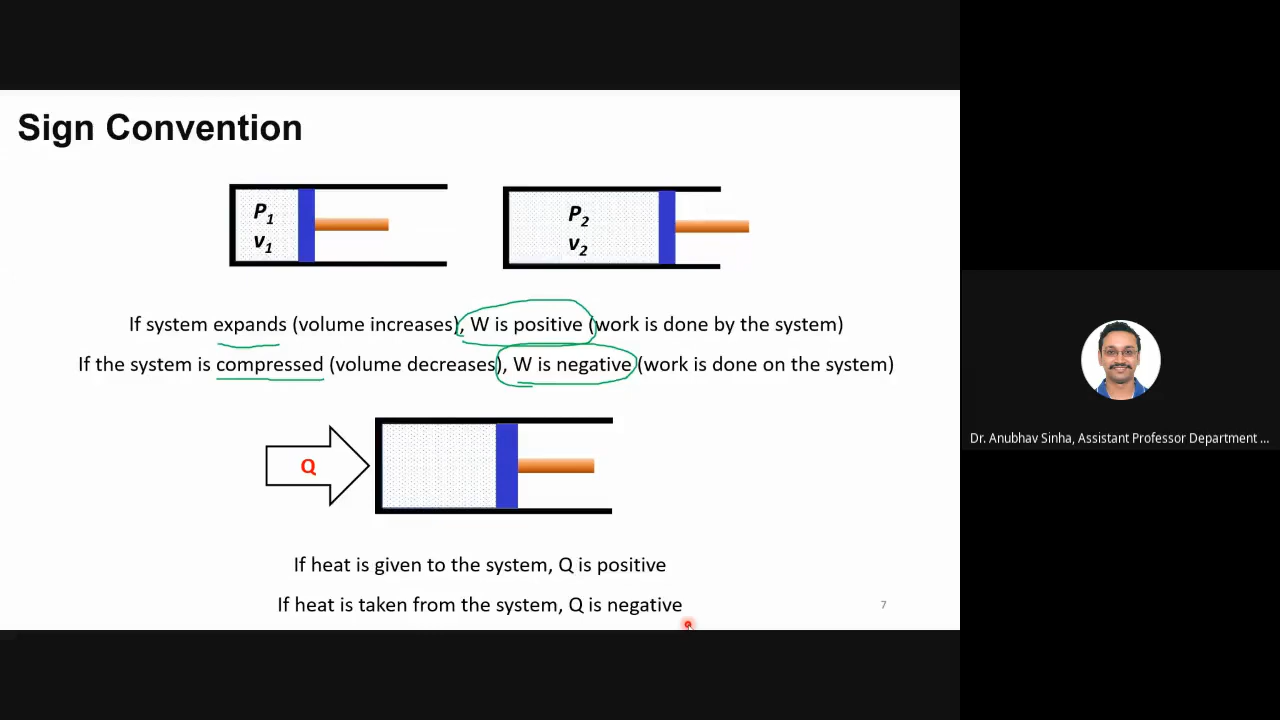 Sign Convention
P1
v1
P2
v2
If system expands (volume increases), W is positive (work is done by the system)
If the system is compressed (volume decreases), W is negative (work is done on the system)
Q
If heat is given to the system, Q is positive
If heat is taken from the system, Q is negative
7
Dr. Anubhav Sinha, Assistant Professor Department ...